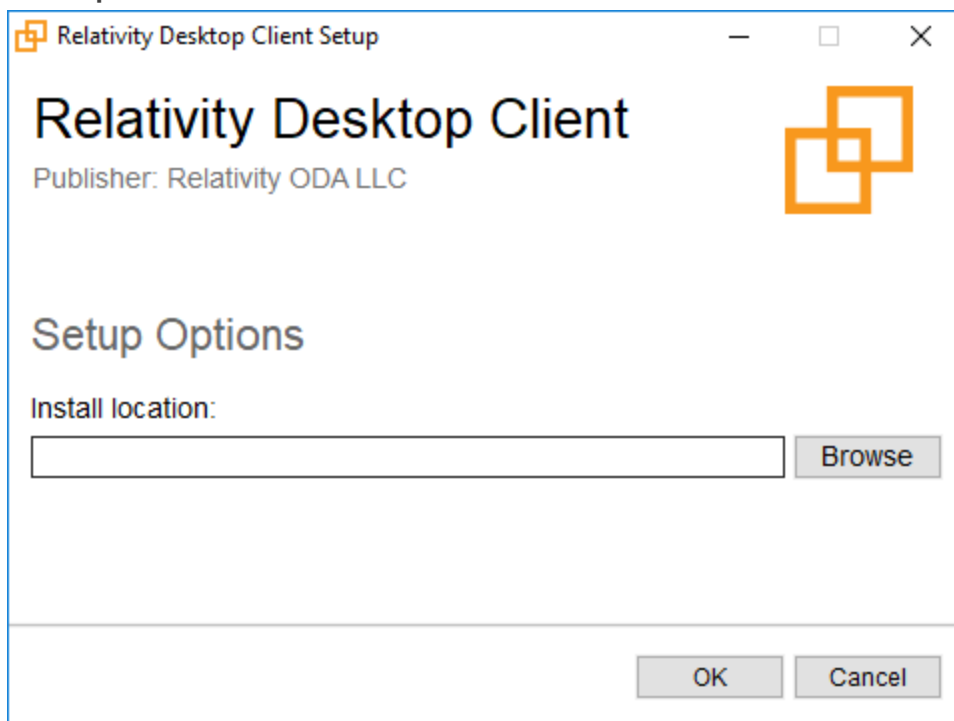 Relativity Desktop Client Setup
Relativity Desktop Client
Publisher: Relativity ODA LLC
Setup Options
Install location:
Browse
OK
Cancel